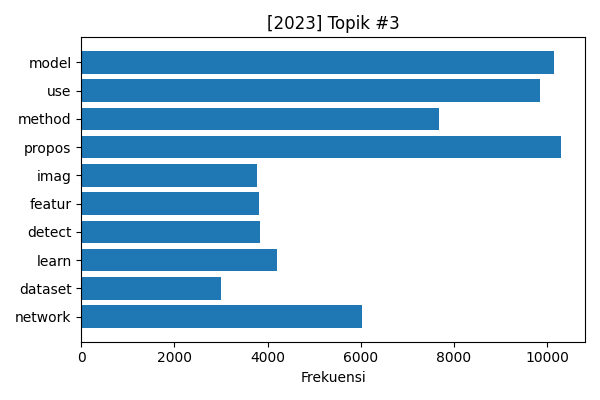 [2023] Topik #3
model
use
method
propos
imag
featur
detect
learn
dataset
network
0 2000 4000 6000 8000 10000
Frekuensi